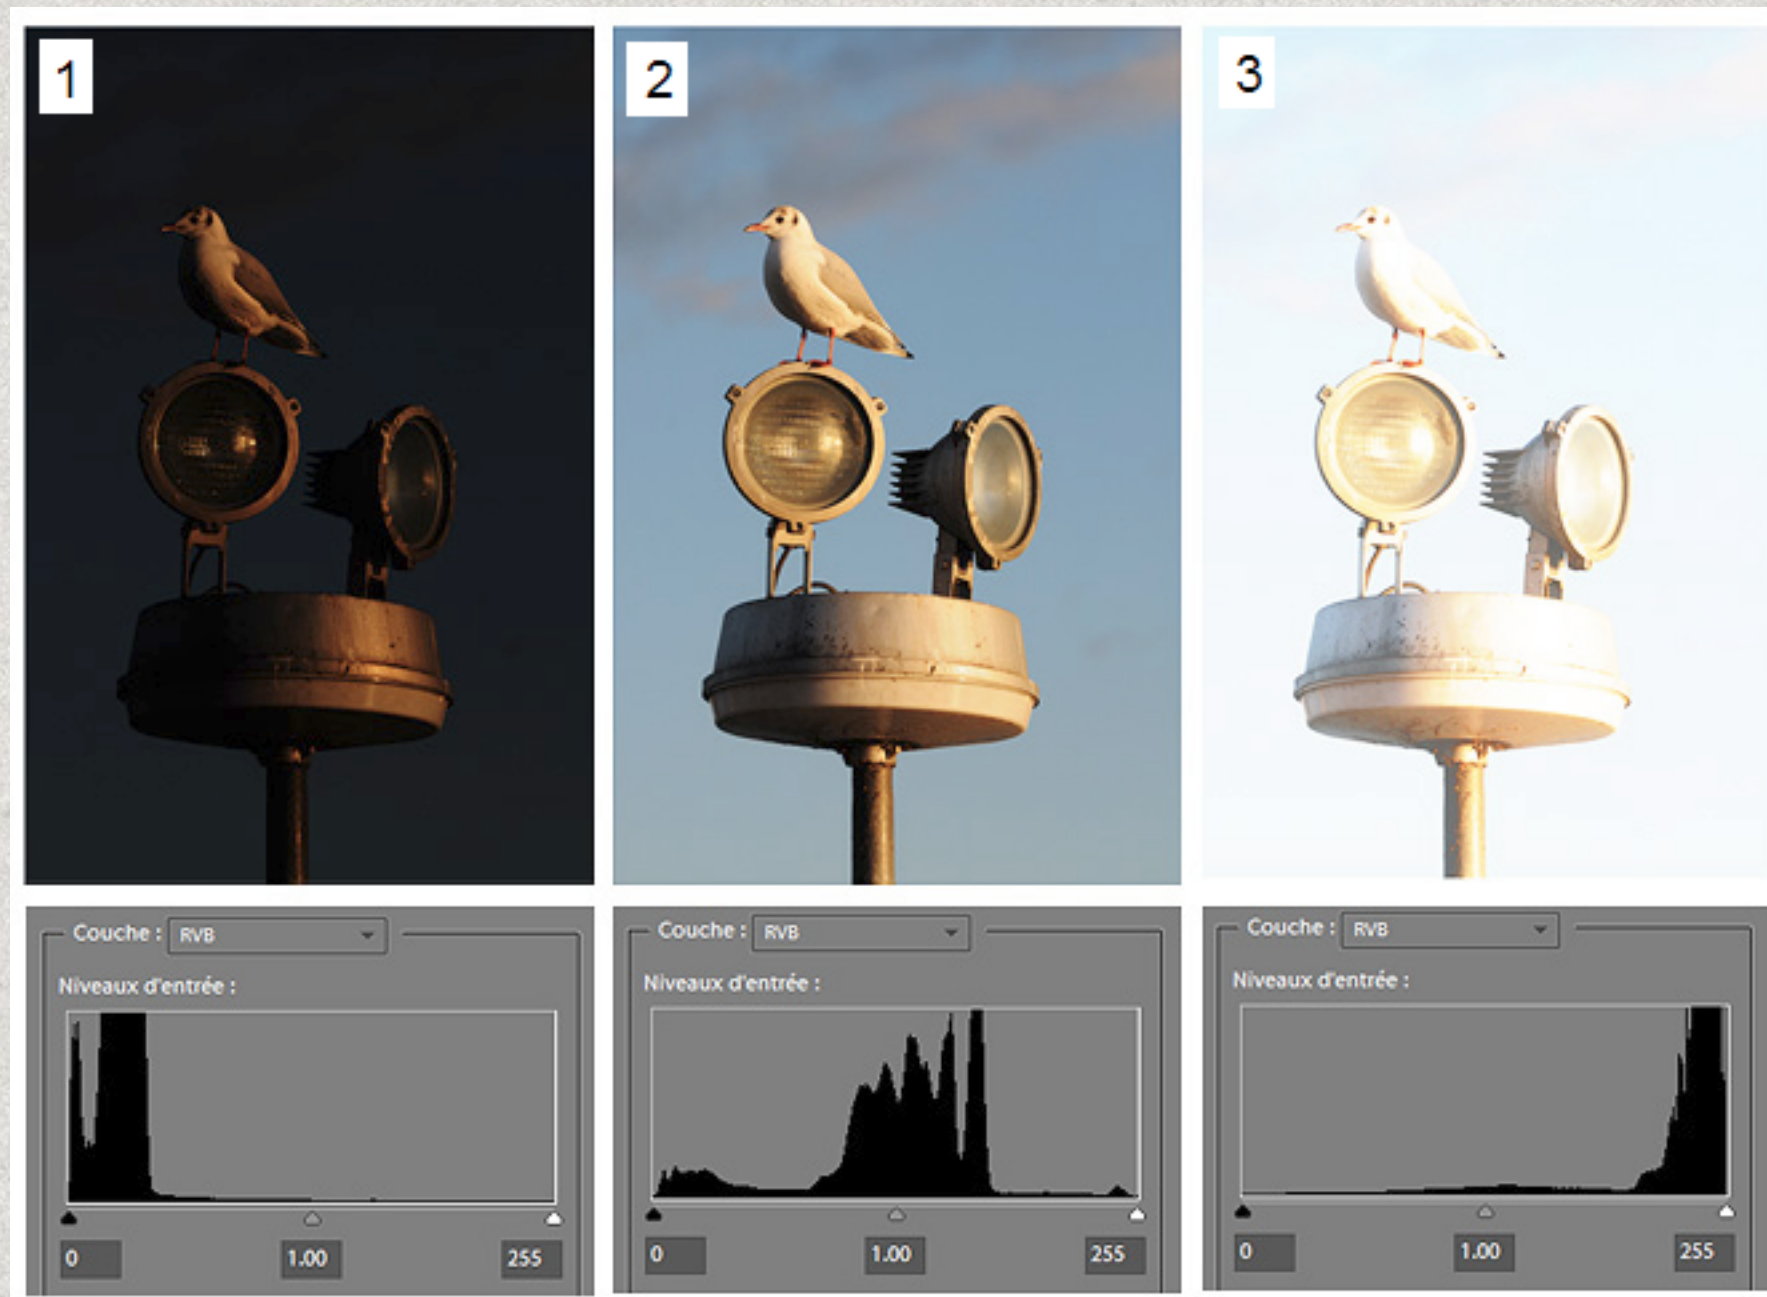 1
2
3
Couche : RVB
Niveaux d'entrée :
0 1.00 255
Couche : RVB
Niveaux d'entrée :
0 1.00 255
Couche : RVB
Niveaux d'entrée :
0 1.00 255